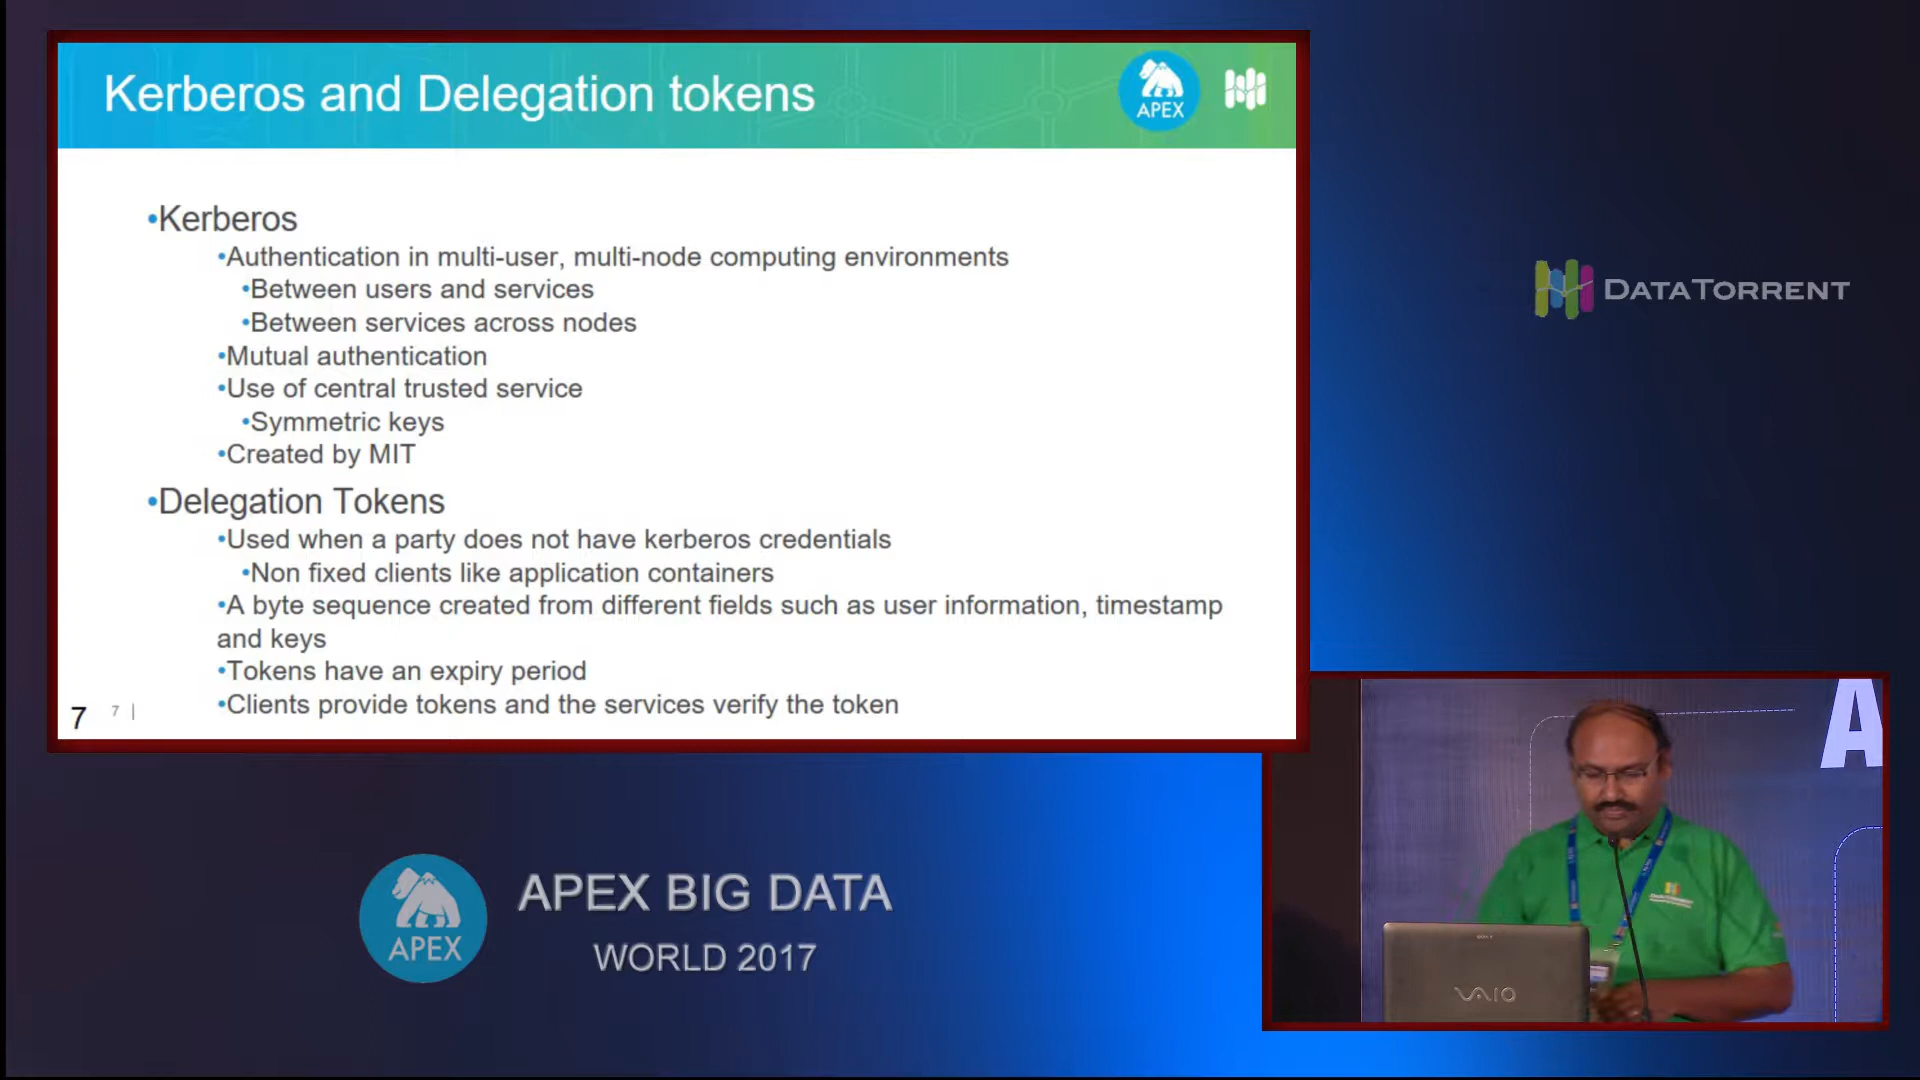 Kerberos and Delegation tokens
APEX
•Kerberos
•Authentication in multi-user, multi-node computing environments
•Between users and services
•Between services across nodes
•Mutual authentication
•Use of central trusted service
•Symmetric keys
•Created by MIT
•Delegation Tokens
•Used when a party does not have kerberos credentials
•Non fixed clients like application containers
•A byte sequence created from different fields such as user information, timestamp
and keys
•Tokens have an expiry period
•Clients provide tokens and the services verify the token
7 7 |
DATATORRENT
A
SONY
VAIO
APEX
APEX BIG DATA
WORLD 2017